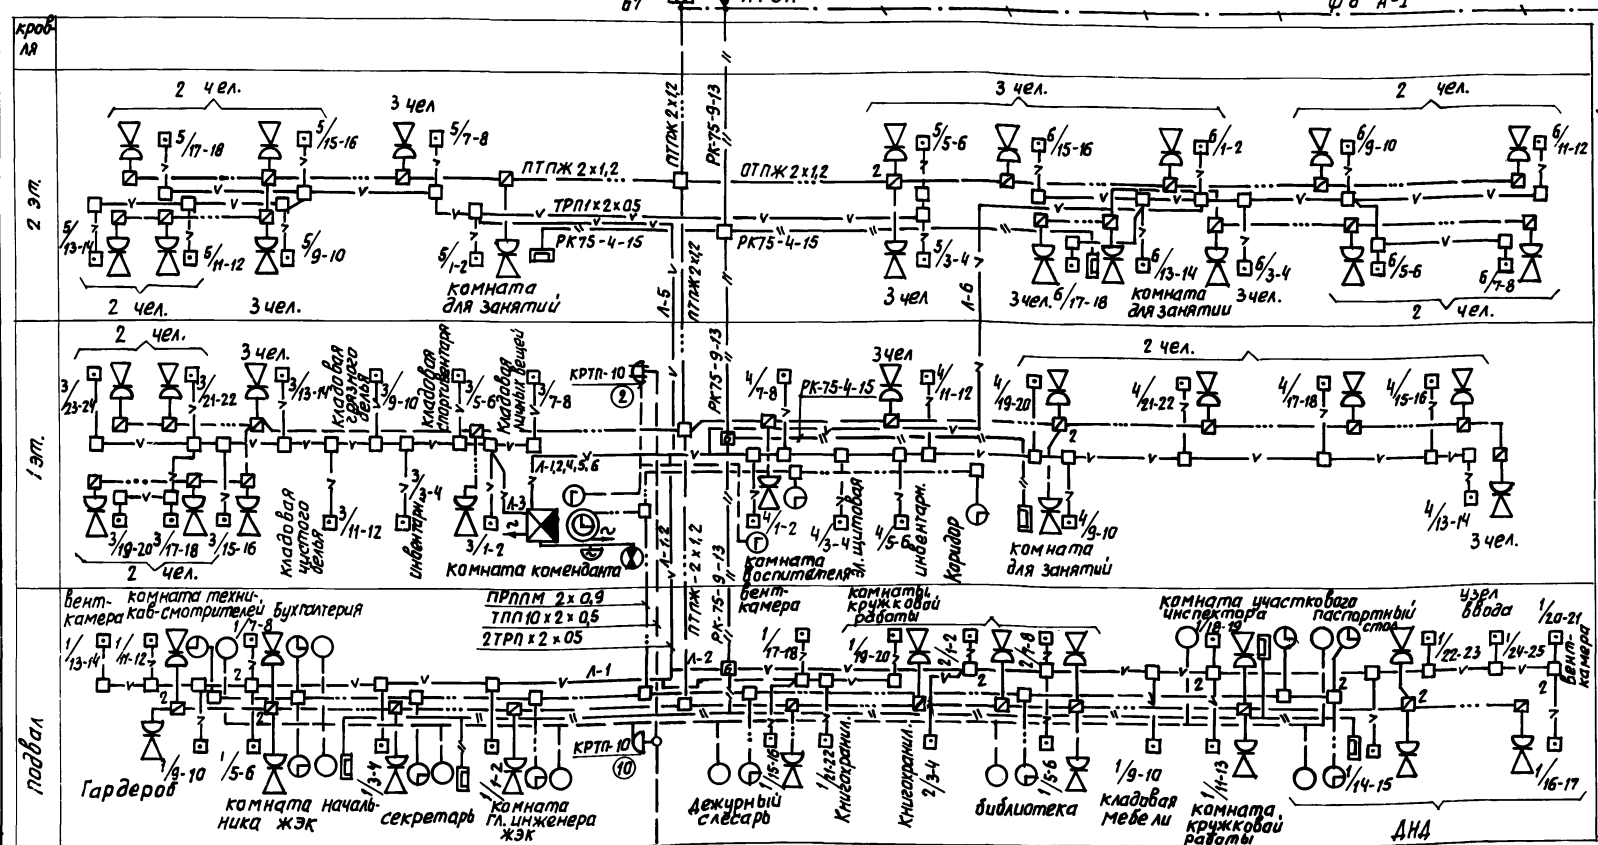 кров
ля
2 чел.
3 чел
3 чел.
2 чел.
5/17-18
5/15-16
5/7-8
ПТПЖ 2х1,2
РК-75-9-13
5/5-6
6/15-16
6/1-2
6/9-10
6/11-12
2 эт.
ПТПЖ 2х1,2
ОТПЖ 2х1,2
ТРП1х2х05
РК75-4-15
РК75-4-15
5/13-14
6/11-12
5/9-10
5/1-2
ПТПЖ2х1,2
5/3-4
6/17-18
6/13-14
6/3-4
6/5-6
6/7-8
комната
для занятий
Л-5
Л-6
3 чел
3 чел.
комната
для занятий
3 чел.
2 чел.
3 чел.
2 чел.
1 эт.
2 чел.
3 чел.
3 чел
2 чел.
3/23-24
3/21-22
3/13-14
кладовая
грязного
белья
3/9-10
кладовая
спортинвентаря
3/5-6
кладовая
личных вещей
3/7-8
КРТП-10
2
РК75-9-13
4/7-8
РК-75-4-15
4/11-12
4/19-20
4/21-22
4/17-18
4/15-16
Л-1,2,4,5,6
Л-3
3/19-20
3/17-18
3/15-16
2 чел.
кладовая
чистого
белья
3/11-12
инвентарн.
3/3-4
3/1-2
комната коменданта
Л-1,2
ПТПЖ-2х1,2
РК-75-9-13
4/1-2
4/3-4
эл. щитовая
4/5-6
инвентарн.
Коридор
4/9-10
4/13-14
3 чел.
комната
воспитателя
комната
для занятий
Подвал
вент-
камера
комната техни-
ков-смотрителей
бухгалтерия
ПРППМ 2х0,9
ТПП 10х2х0,5
2ТРП х2х05
вент-
камера
комнаты
кружковой
работы
комната участкового
инспектора
паспортный
стол
узел
ввода
вент-
камера
1/13-14
1/11-12
1/7-8
1/17-18
1/19-20
2/1-2
2/7-8
1/18-19
1/22-23
1/24-25
1/20-21
Л-1
Л-2
КРТП-10
10
Гардероб
1/9-10
1/5-6
1/3-4
1/1-2
1/15-16
1/21-22
2/3-4
1/5-6
1/9-10
1/11-13
1/14-15
1/16-17
комната началь-
ника ЖЭК
секретарь
комната
гл. инженера
ЖЭК
дежурный
слесарь
Книгохранил.
Книгохранил.
библиотека
кладовая
мебели
комната
кружковой
работы
ДНД